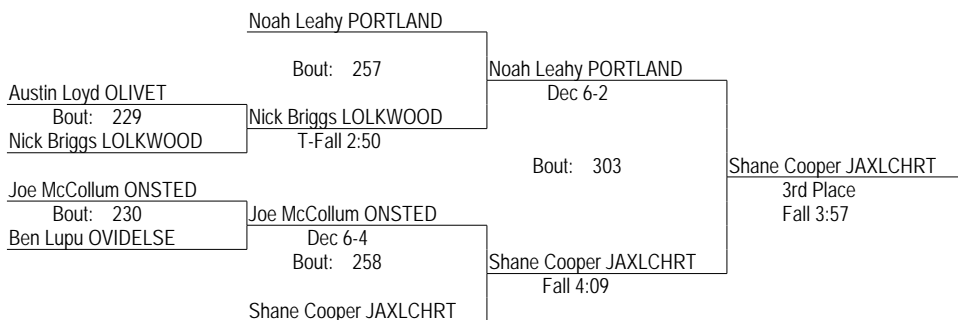 Noah Leahy PORTLAND
Bout: 257
Noah Leahy PORTLAND
Dec 6-2
Austin Loyd OLIVET
Bout: 229
Nick Briggs LOLKWOOD
Nick Briggs LOLKWOOD
T-Fall 2:50
Bout: 303
Shane Cooper JAXLCHRT
3rd Place
Fall 3:57
Joe McCollum ONSTED
Bout: 230
Ben Lupu OVIDELSE
Joe McCollum ONSTED
Dec 6-4
Bout: 258
Shane Cooper JAXLCHRT
Fall 4:09
Shane Cooper JAXLCHRT